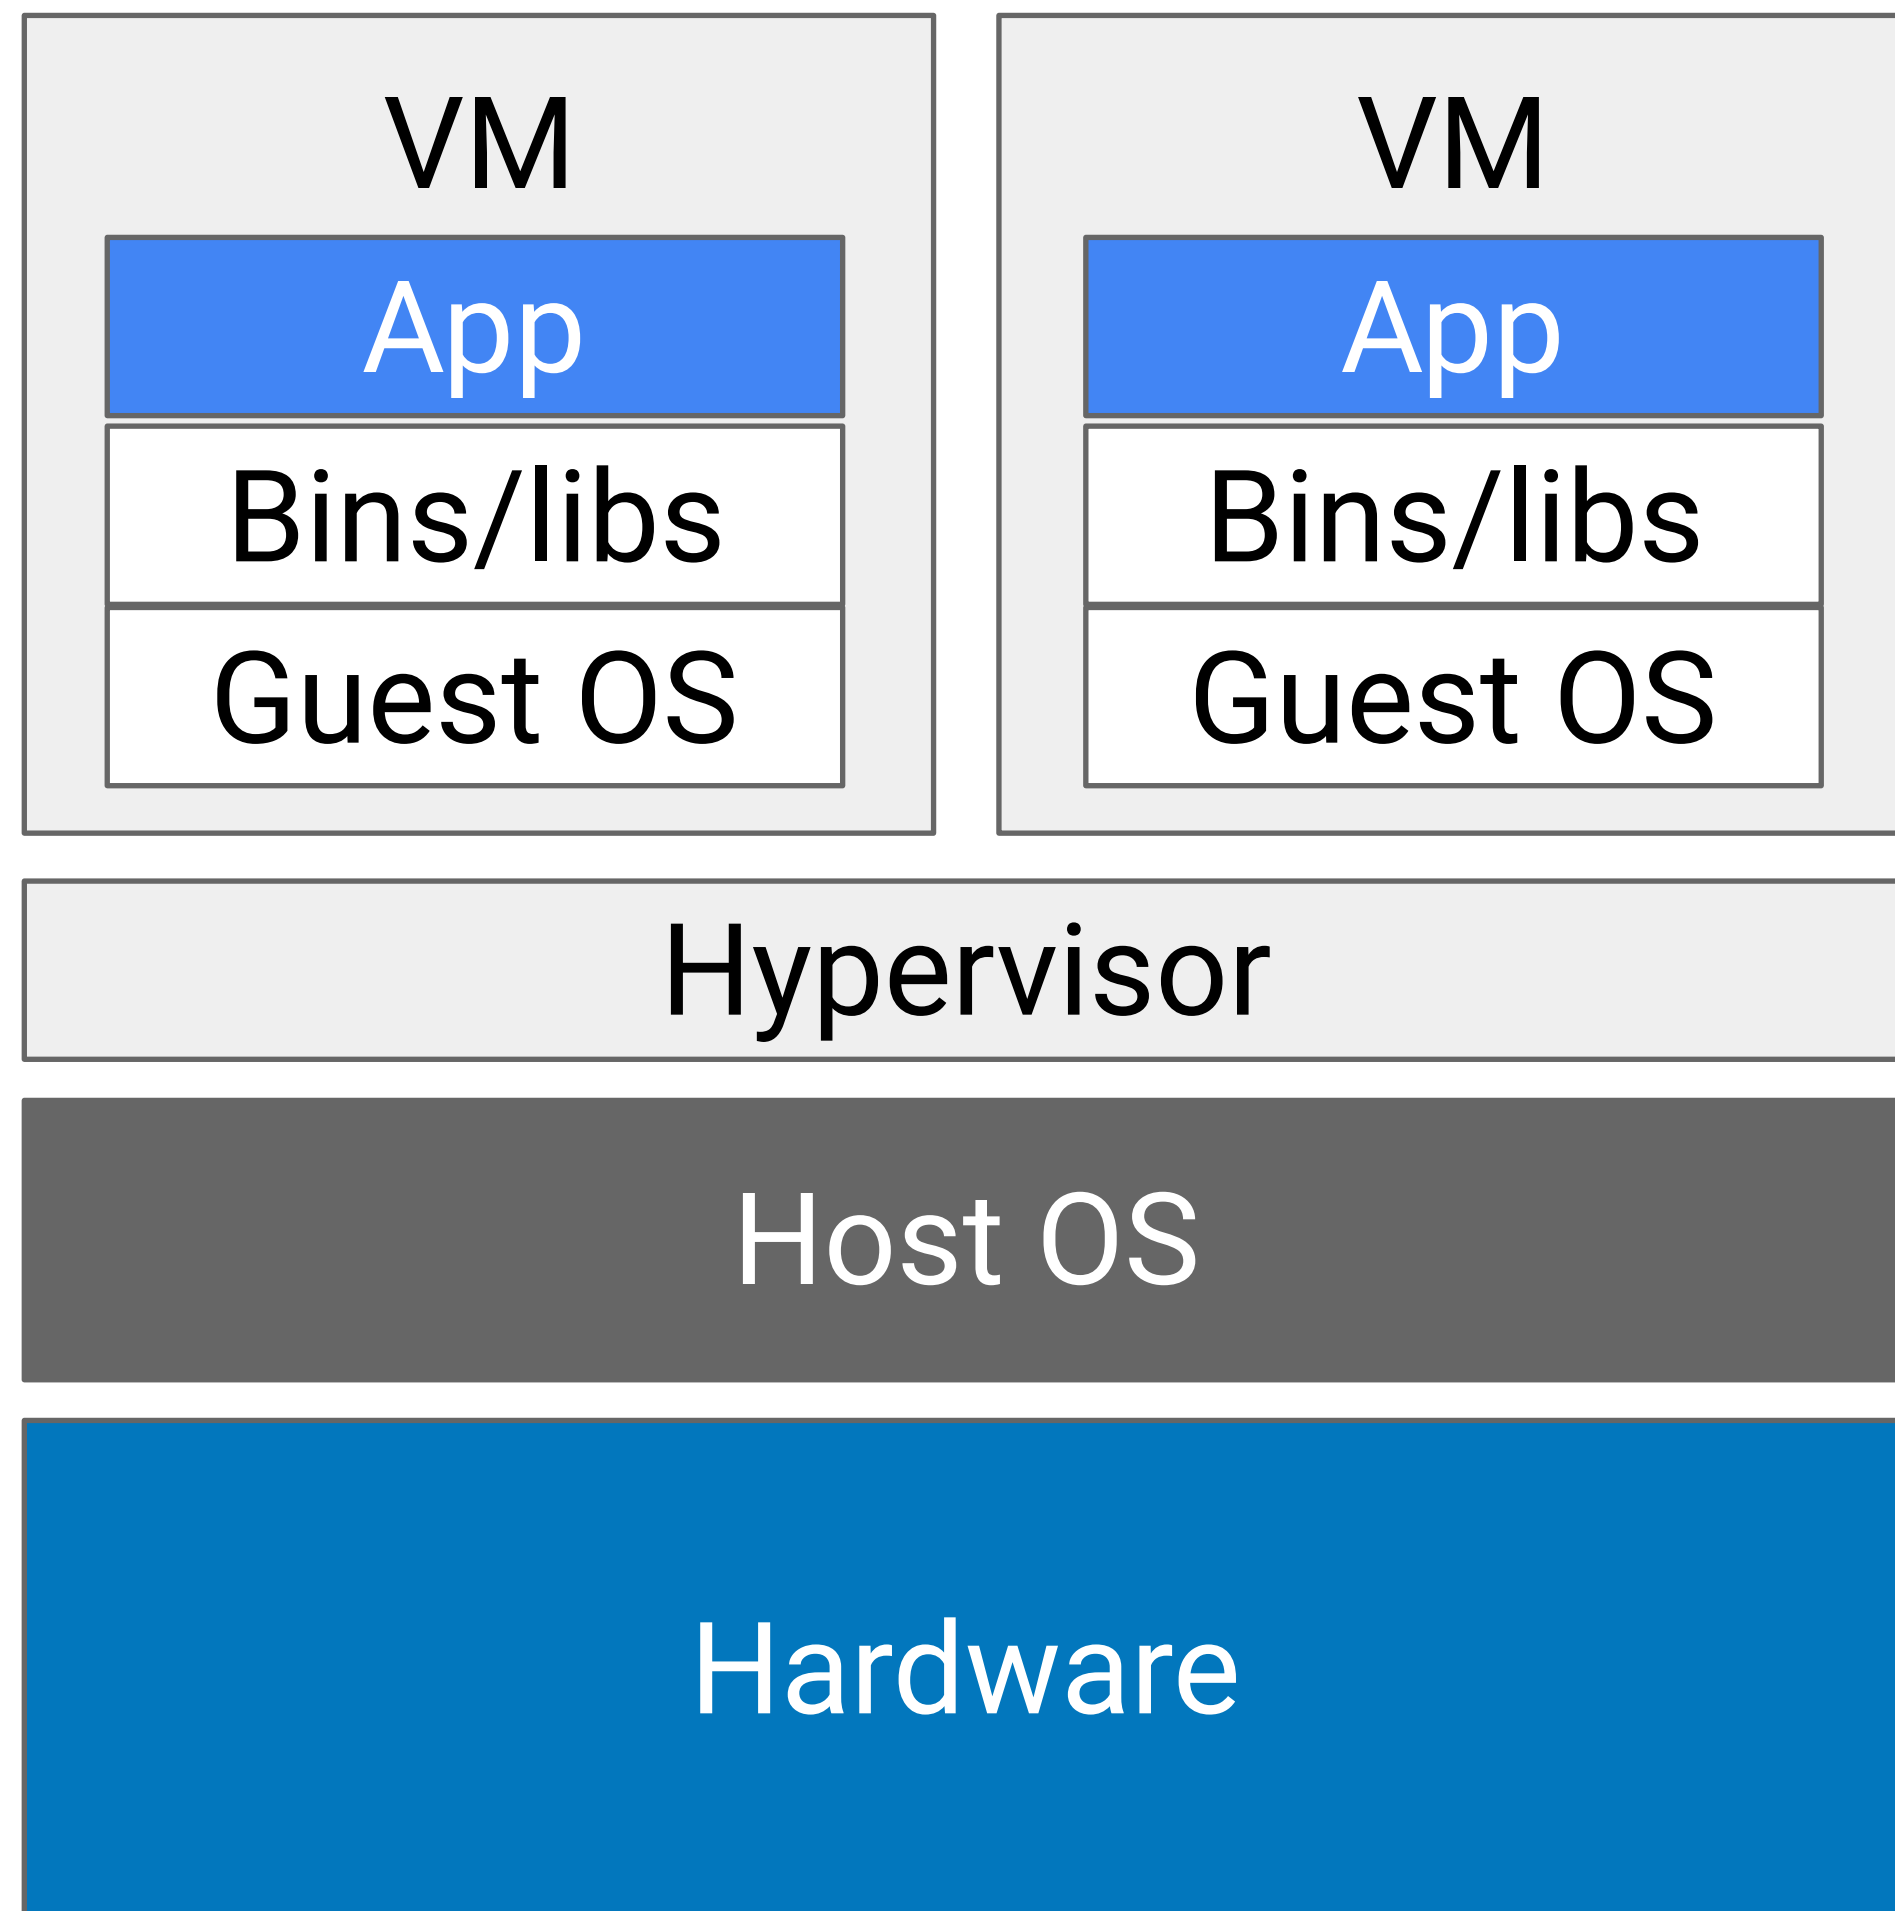 VM
App
Bins/libs
Guest OS
VM
App
Bins/libs
Guest OS
Hypervisor
Host OS
Hardware